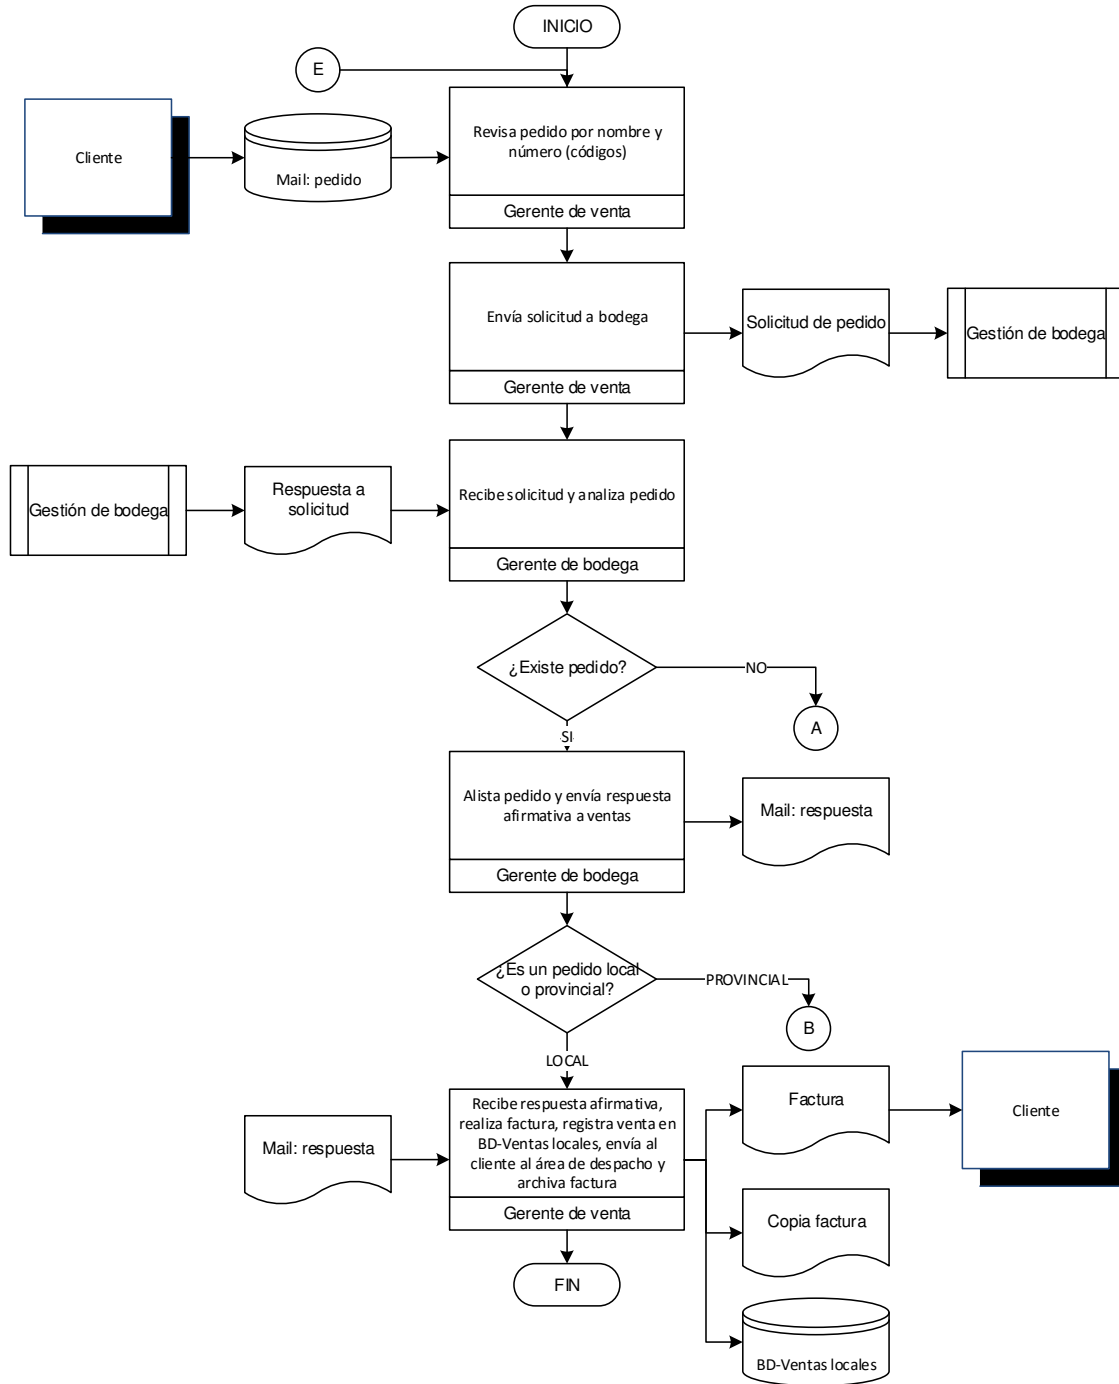 INICIO
E
Cliente
Mail: pedido
Revisa pedido por nombre y
número (códigos)
Gerente de venta
Envía solicitud a bodega
Gerente de venta
Solicitud de pedido
Gestión de bodega
Gestión de bodega
Respuesta a
solicitud
Recibe solicitud y analiza pedido
Gerente de bodega
¿Existe pedido?
NO
A
SI
Alista pedido y envía respuesta
afirmativa a ventas
Gerente de bodega
Mail: respuesta
¿Es un pedido local
o provincial?
PROVINCIAL
B
LOCAL
Mail: respuesta
Recibe respuesta afirmativa,
realiza factura, registra venta en
BD-Ventas locales, envía al
cliente al área de despacho y
archiva factura
Gerente de venta
Factura
Cliente
Copia factura
FIN
BD-Ventas locales